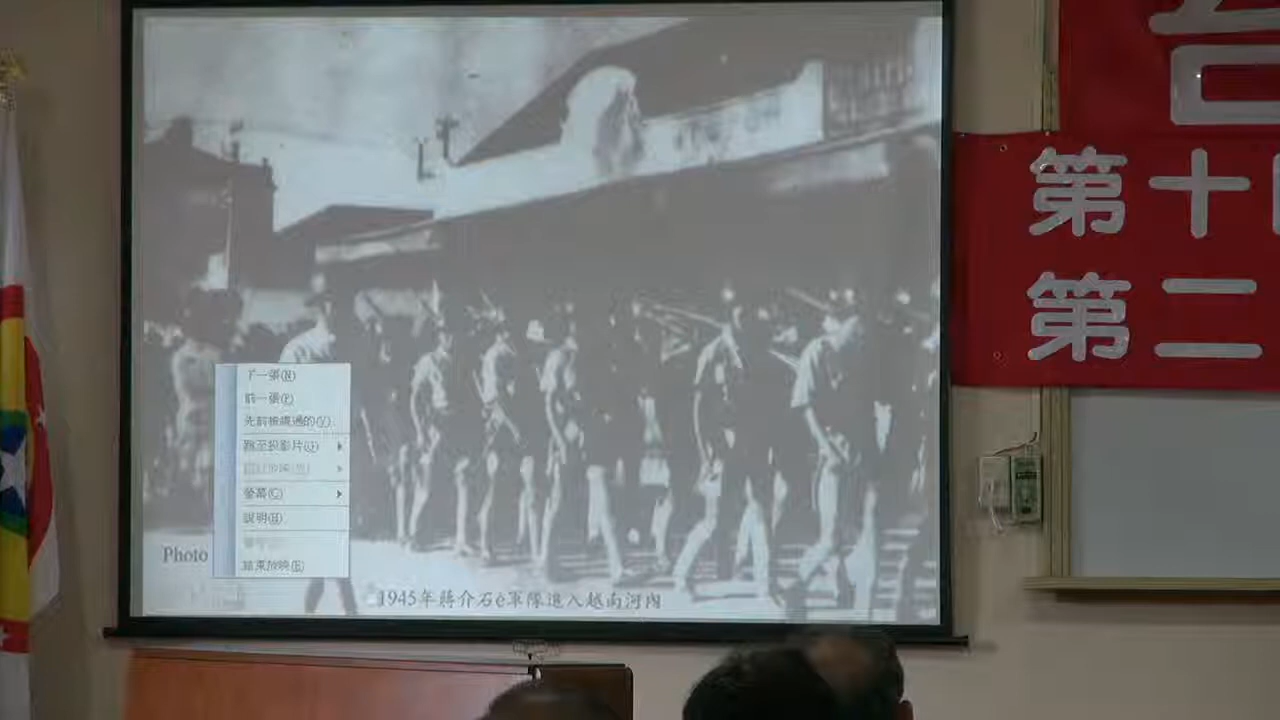 台
第十
第二
下一張(N)
前一張(P)
先前檢視過的(V)
跳至投影片(G)
螢幕(C)
說明(H)
結束放映(E)
Photo
1945年蔣介石ê軍隊進入越南河內